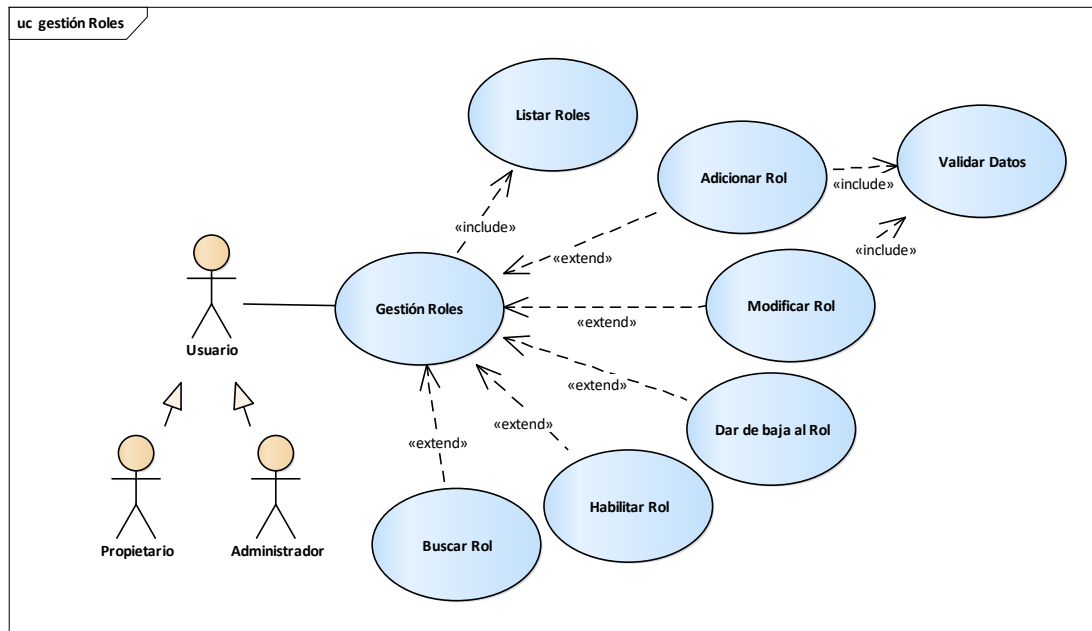 uc gestión Roles
Listar Roles
Adicionar Rol
Validar Datos
«include»
«include»
«include»
«extend»
Gestión Roles
Modificar Rol
«extend»
Usuario
«extend»
Dar de baja al Rol
«extend»
«extend»
Habilitar Rol
Buscar Rol
Propietario
Administrador